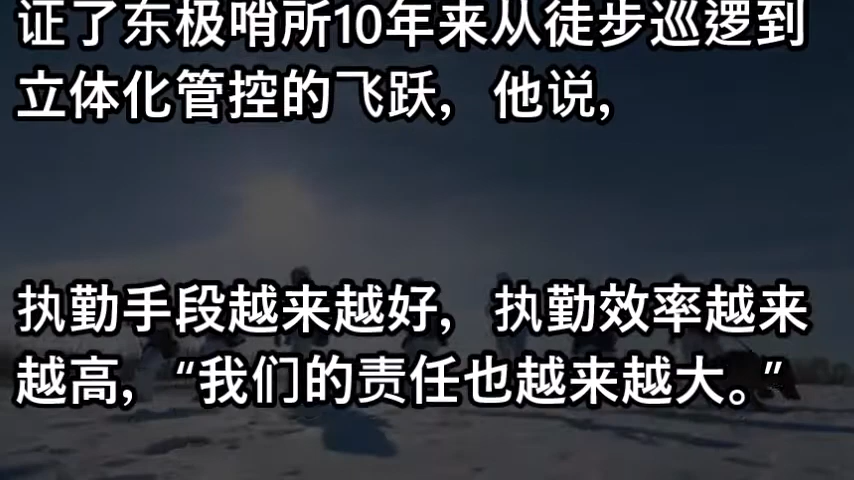 证了东极哨所10年来从徒步巡逻到
立体化管控的飞跃，他说，
执勤手段越来越好，执勤效率越来
越高，“我们的责任也越来越大。”